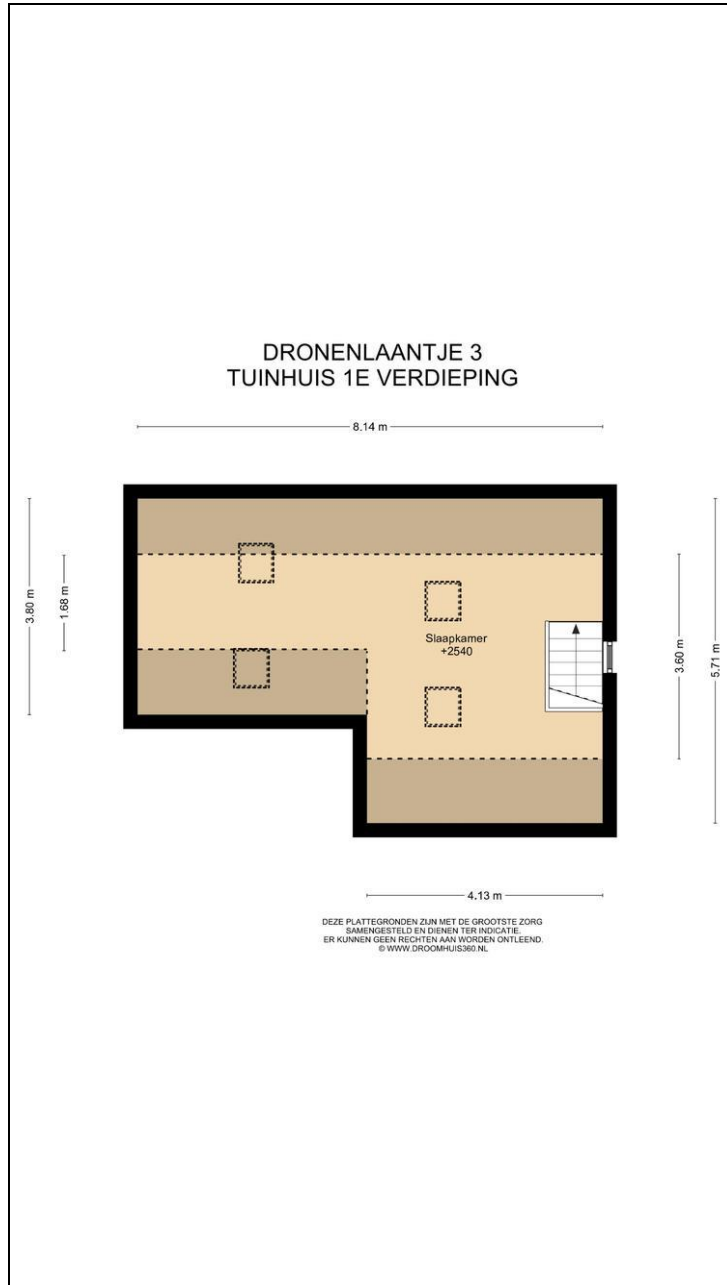 DRONENLAANTJE 3
TUINHUIS 1E VERDIEPING
8.14 m
3.80 m
1.68 m
Slaapkamer
+2540
3.60 m
5.71 m
4.13 m
DEZE PLATTEGRONDEN ZIJN MET DE GROOTSTE ZORG
SAMENGESTELD EN DIENEN TER INDICATIE.
ER KUNNEN GEEN RECHTEN AAN WORDEN ONTLEEND.
© WWW.DROOMHUIS360.NL